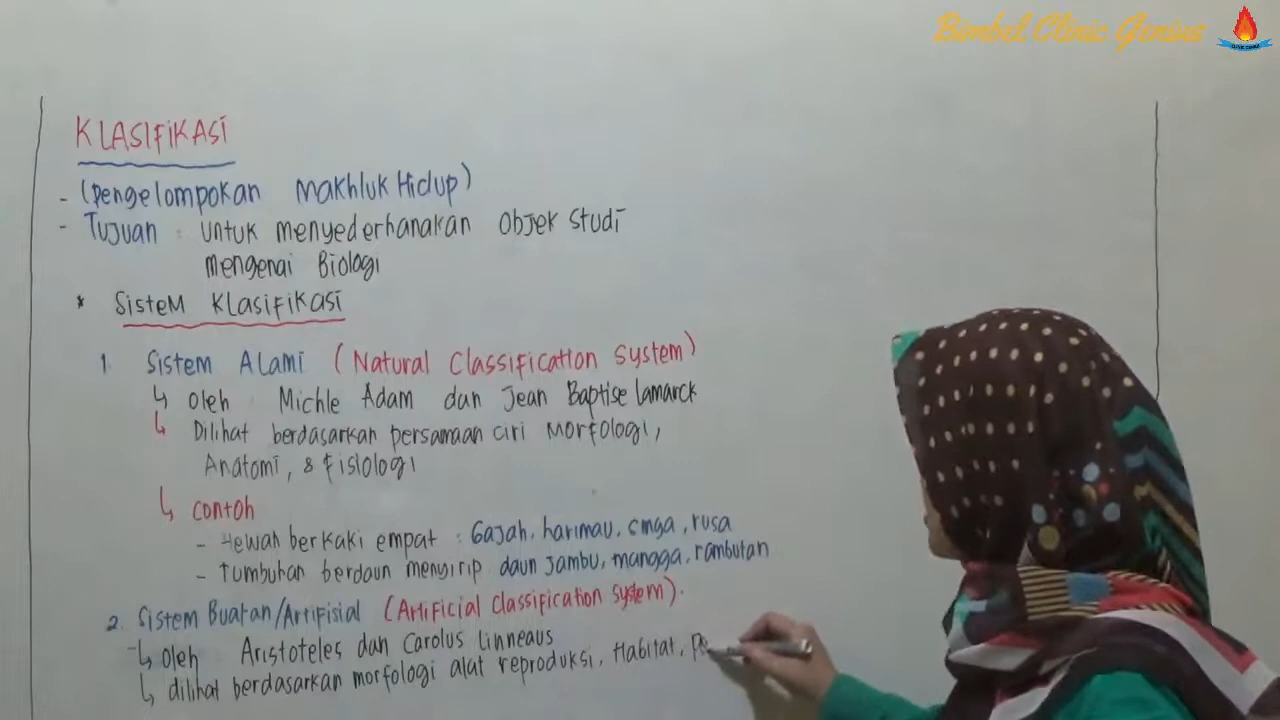 Bimbel Clinic Genius
KLASIFIKASI
- (Pengelompokan Makhluk Hidup)
- Tujuan : untuk menyederhanakan Objek Studi
mengenai Biologi
* Sistem Klasifikasi
1. Sistem Alami (Natural Classification System)
↳ Oleh : Michle Adam dan Jean Baptise Lamarck
↳ Dilihat berdasarkan persamaan ciri Morfologi,
Anatomi, & Fisiologi
↳ Contoh
- Hewan berkaki empat : Gajah, harimau, singa, rusa
- Tumbuhan berdaun menyirip daun jambu, mangga, rambutan
2. Sistem Buatan/Artifisial (Artificial Classification System).
↳ Oleh Aristoteles dan Carolus Linneaus
↳ dilihat berdasarkan morfologi alat reproduksi, Habitat,